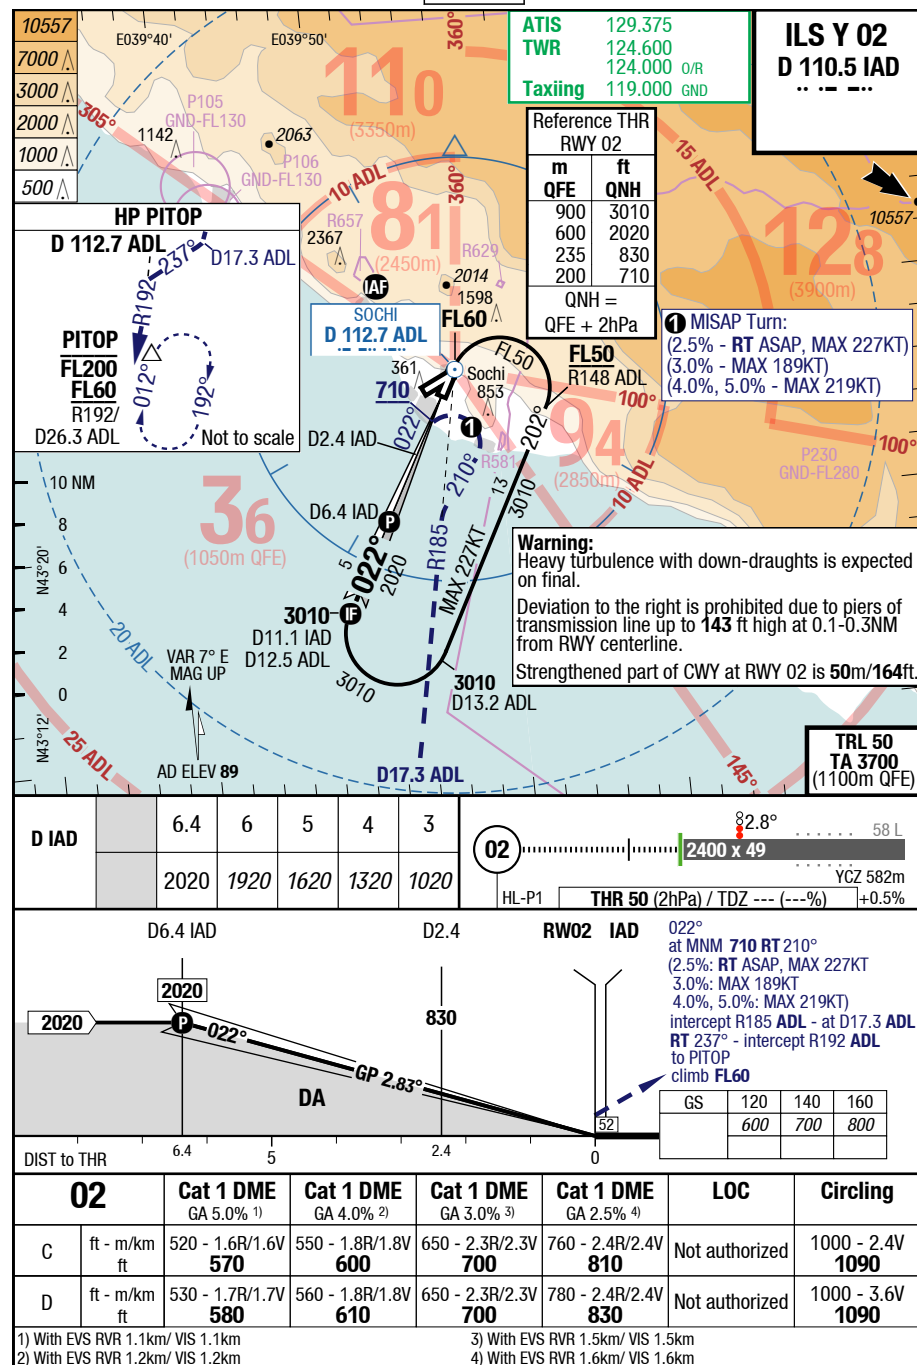 10557
7000
3000
2000
1000
500
E039°40'
E039°50'
360°
ATIS 129.375
TWR 124.600
124.000 O/R
Taxiing 119.000 GND
ILS Y 02
D 110.5 IAD
305°
P105
GND-FL130
1142
2063
P106
GND-FL130
110
(3350m)
10 ADL
360°
15 ADL
Reference THR
RWY 02
m ft
QFE QNH
900 3010
600 2020
235 830
200 710
QNH =
QFE + 2hPa
10557
128
(3900m)
HP PITOP
D 112.7 ADL
237°
D17.3 ADL
R192
PITOP
FL200
FL60
R192/
D26.3 ADL
012°
192°
Not to scale
R657
2367
81
(2450m)
R629
2014
1598
IAF
SOCHI
D 112.7 ADL
FL60
FL50
FL50
R148 ADL
1 MISAP Turn:
(2.5% - RT ASAP, MAX 227KT)
(3.0% - MAX 189KT)
(4.0%, 5.0% - MAX 219KT)
361
Sochi
853
710
022°
1
210°
202°
100°
100°
94
(2850m)
R581
P230
GND-FL280
10 ADL
D2.4 IAD
D6.4 IAD
P
13
3010
R185
MAX 227KT
5
022°
2020
36
(1050m QFE)
10 NM
8
6
4
2
0
N43°20'
N43°12'
3010
IF
D11.1 IAD
D12.5 ADL
3010
3010
D13.2 ADL
D17.3 ADL
20 ADL
25 ADL
VAR 7° E
MAG UP
AD ELEV 89
145°
Warning:
Heavy turbulence with down-draughts is expected
on final.
Deviation to the right is prohibited due to piers of
transmission line up to 143 ft high at 0.1-0.3NM
from RWY centerline.
Strengthened part of CWY at RWY 02 is 50m/164ft.
TRL 50
TA 3700
(1100m QFE)
D IAD 6.4 6 5 4 3
2020 1920 1620 1320 1020
02
2.8°
58 L
2400 x 49
YCZ 582m
HL-P1
THR 50 (2hPa) / TDZ --- (---%)
+0.5%
D6.4 IAD
D2.4
RW02 IAD
2020
2020
P
022°
GP 2.83°
830
DA
52
DIST to THR 6.4 5 2.4 0
022°
at MNM 710 RT 210°
(2.5%: RT ASAP, MAX 227KT
3.0%: MAX 189KT
4.0%, 5.0%: MAX 219KT)
intercept R185 ADL - at D17.3 ADL
RT 237° - intercept R192 ADL
to PITOP
climb FL60
GS 120 140 160
600 700 800
02 Cat 1 DME Cat 1 DME Cat 1 DME Cat 1 DME LOC Circling
GA 5.0% 1) GA 4.0% 2) GA 3.0% 3) GA 2.5% 4)
C ft - m/km 520 - 1.6R/1.6V 550 - 1.8R/1.8V 650 - 2.3R/2.3V 760 - 2.4R/2.4V Not authorized 1000 - 2.4V
ft 570 600 700 810 1090
D ft - m/km 530 - 1.7R/1.7V 560 - 1.8R/1.8V 650 - 2.3R/2.3V 780 - 2.4R/2.4V Not authorized 1000 - 3.6V
ft 580 610 700 830 1090
1) With EVS RVR 1.1km/ VIS 1.1km
2) With EVS RVR 1.2km/ VIS 1.2km
3) With EVS RVR 1.5km/ VIS 1.5km
4) With EVS RVR 1.6km/ VIS 1.6km